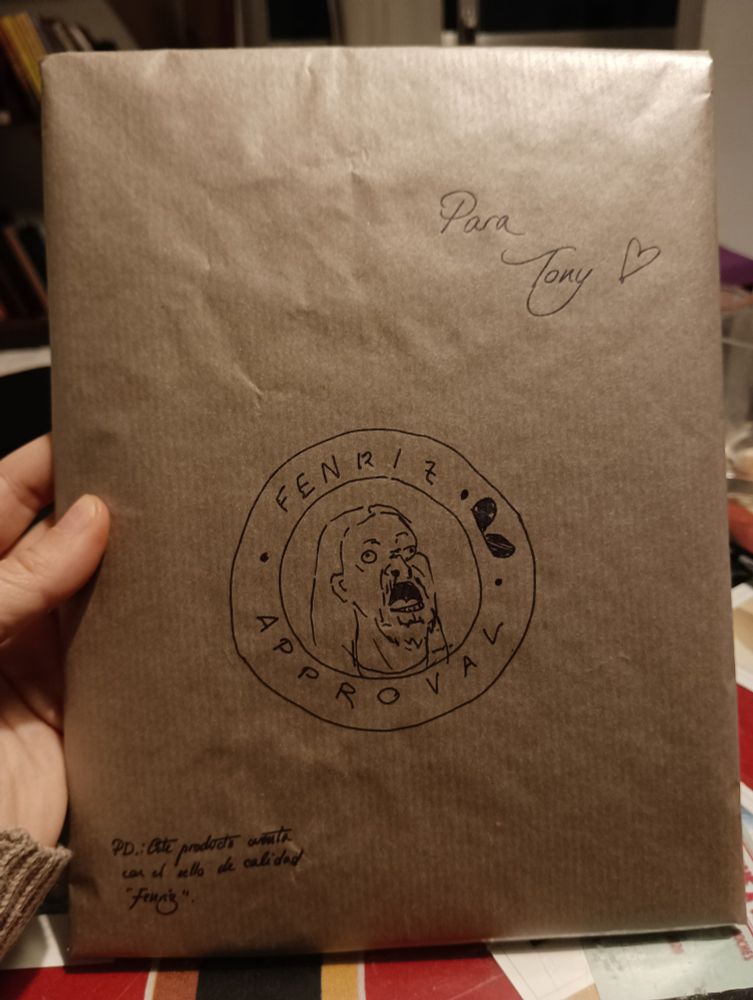 Para
Tony
FENRIZ
APPROVAL
PD.: Este producto cuenta
con el sello de calidad
"Fenriz".